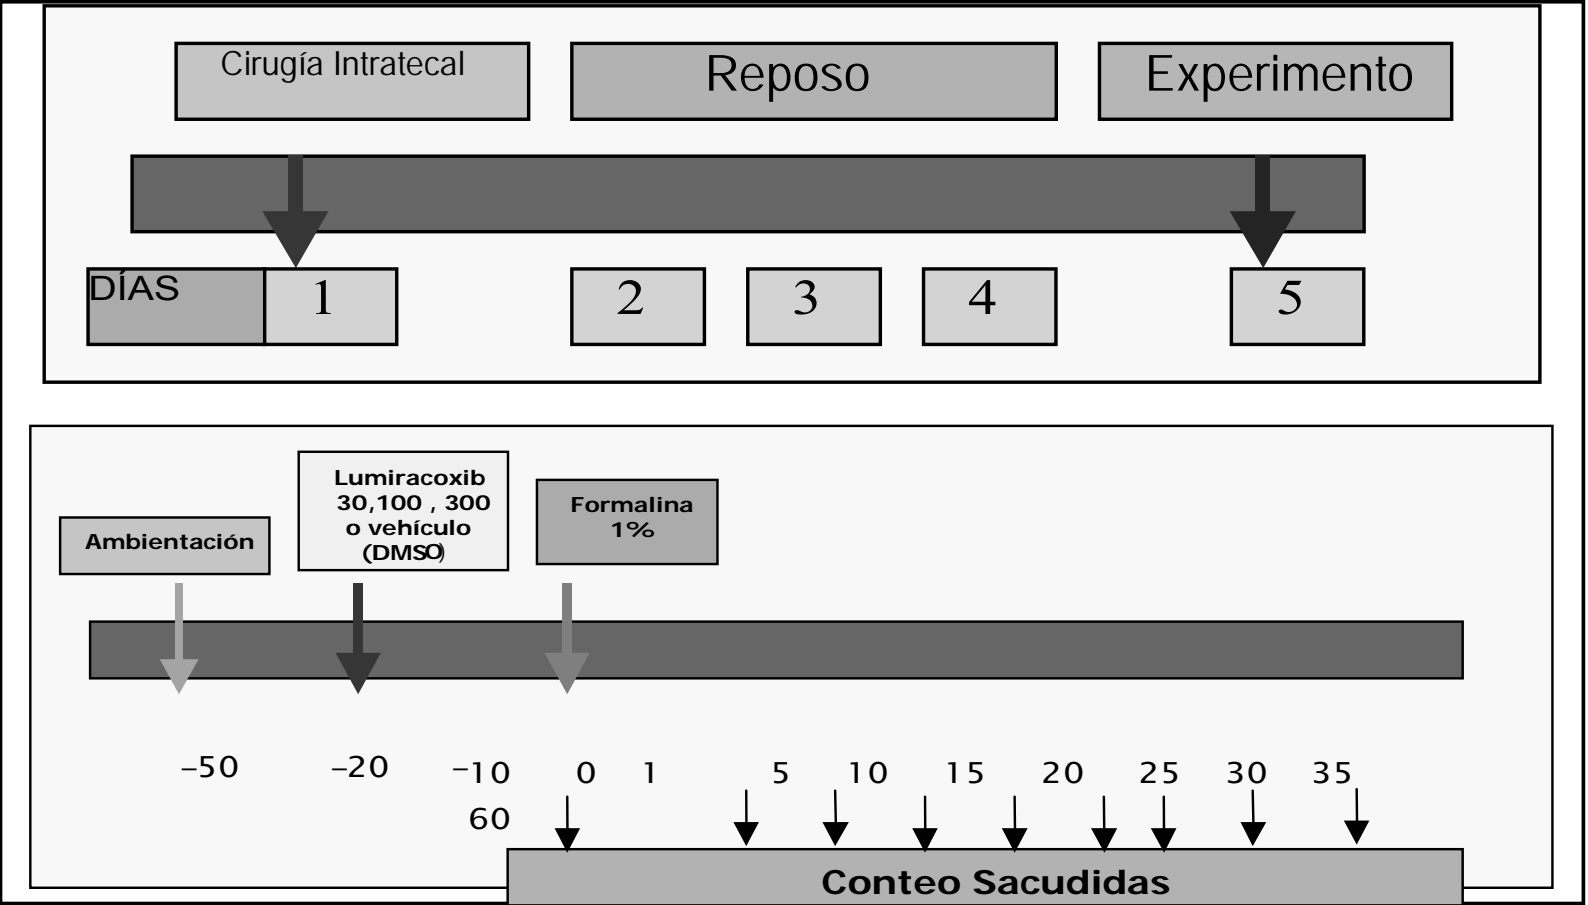 Cirugía Intratecal
Reposo
Experimento
DÍAS
1
2
3
4
5
Ambientación
Lumiracoxib
30,100 , 300
o vehículo
(DMSO)
Formalina
1%
–50 –20 –10 0 1 5 10 15 20 25 30 35
60
Conteo Sacudidas